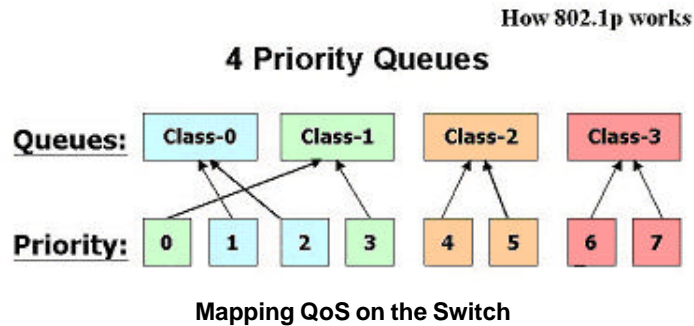 How 802.1p works
4 Priority Queues
Queues: Class-0 Class-1 Class-2 Class-3
Priority: 0 1 2 3 4 5 6 7
Mapping QoS on the Switch